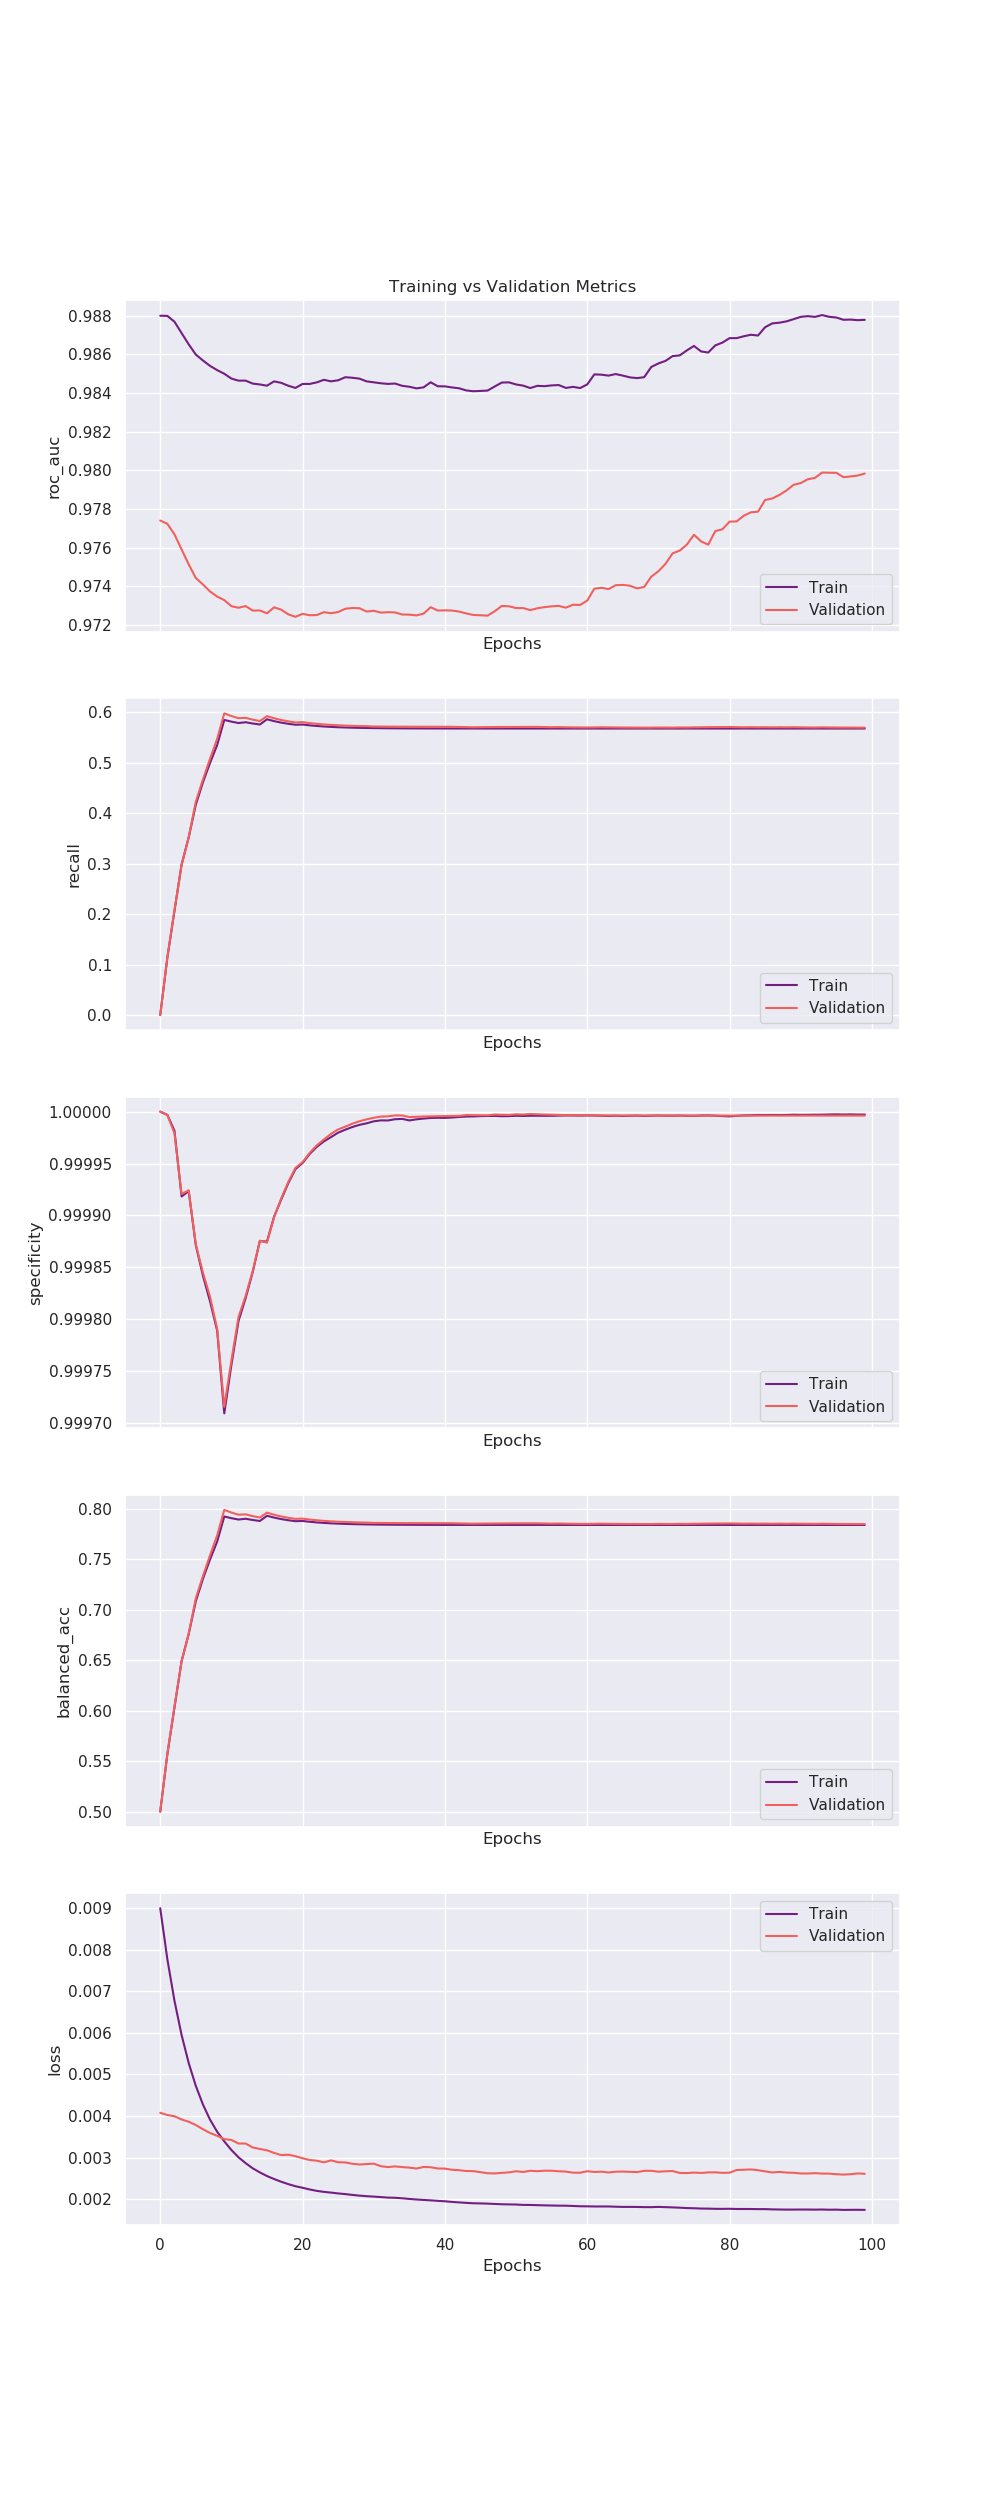 Training vs Validation Metrics
0.988
0.986
0.984
0.982
0.980
0.978
0.976
0.974
0.972
roc_auc
Train
Validation
Epochs
0.6
0.5
0.4
0.3
0.2
0.1
0.0
recall
Train
Validation
Epochs
1.00000
0.99995
0.99990
0.99985
0.99980
0.99975
0.99970
specificity
Train
Validation
Epochs
0.80
0.75
0.70
0.65
0.60
0.55
0.50
balanced_acc
Train
Validation
Epochs
0.009
0.008
0.007
0.006
0.005
0.004
0.003
0.002
loss
Train
Validation
0 20 40 60 80 100
Epochs